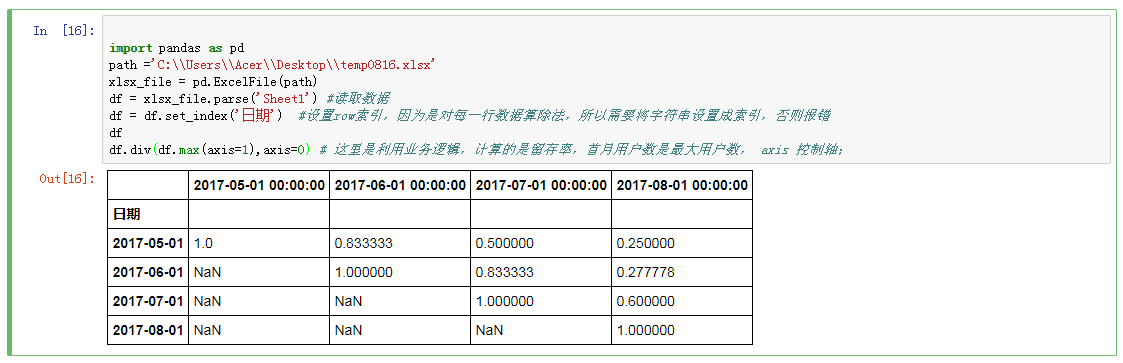 In [16]:
import pandas as pd
path ='C:\\Users\\Acer\\Desktop\\temp0816.xlsx'
xlsx_file = pd.ExcelFile(path)
df = xlsx_file.parse('Sheet1') #读取数据
df = df.set_index('日期')  #设置row索引，因为是对每一行数据算除法，所以需要将字符串设置成索引，否则报错
df
df.div(df.max(axis=1),axis=0) # 这里是利用业务逻辑，计算的是留存率，首月用户数是最大用户数， axis 控制轴；
Out[16]:
2017-05-01 00:00:00 2017-06-01 00:00:00 2017-07-01 00:00:00 2017-08-01 00:00:00
日期
2017-05-01 1.0 0.833333 0.500000 0.250000
2017-06-01 NaN 1.000000 0.833333 0.277778
2017-07-01 NaN NaN 1.000000 0.600000
2017-08-01 NaN NaN NaN 1.000000